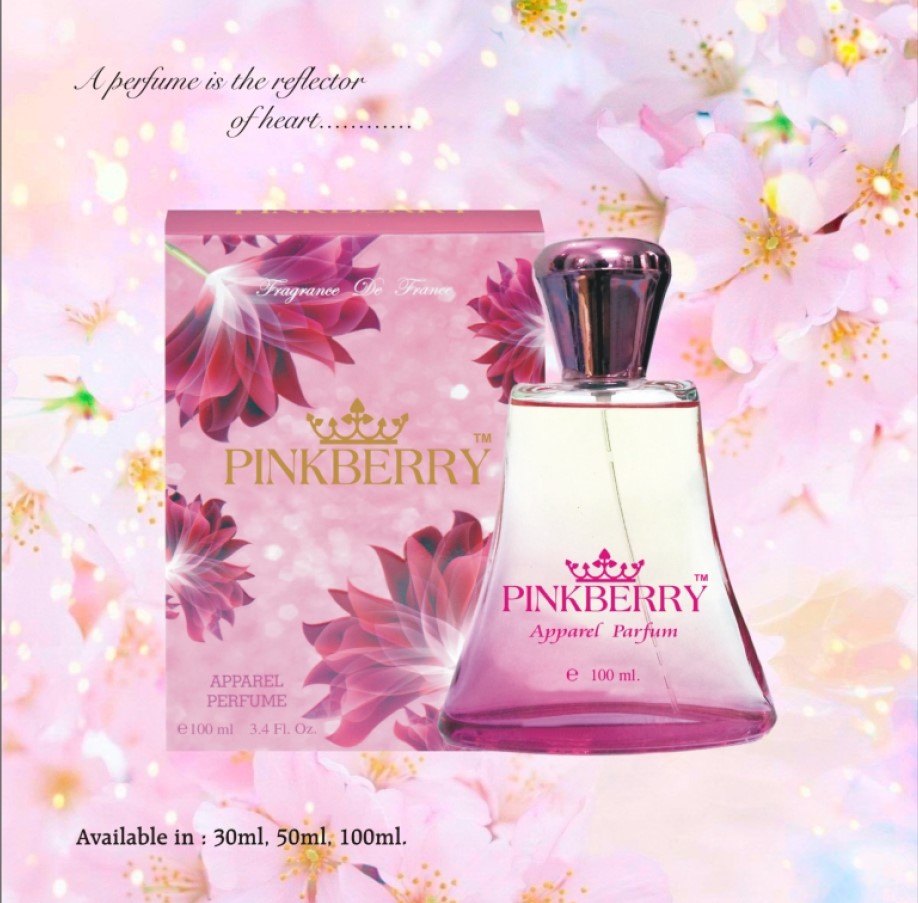 A perfume is the reflector
of heart............
PINKBERRY
Fragrance De France
PINKBERRY™
APPAREL
PERFUME
℮100 ml 3.4 Fl. Oz.
PINKBERRY™
Apparel Parfum
℮ 100 ml.
Available in : 30ml, 50ml, 100ml.